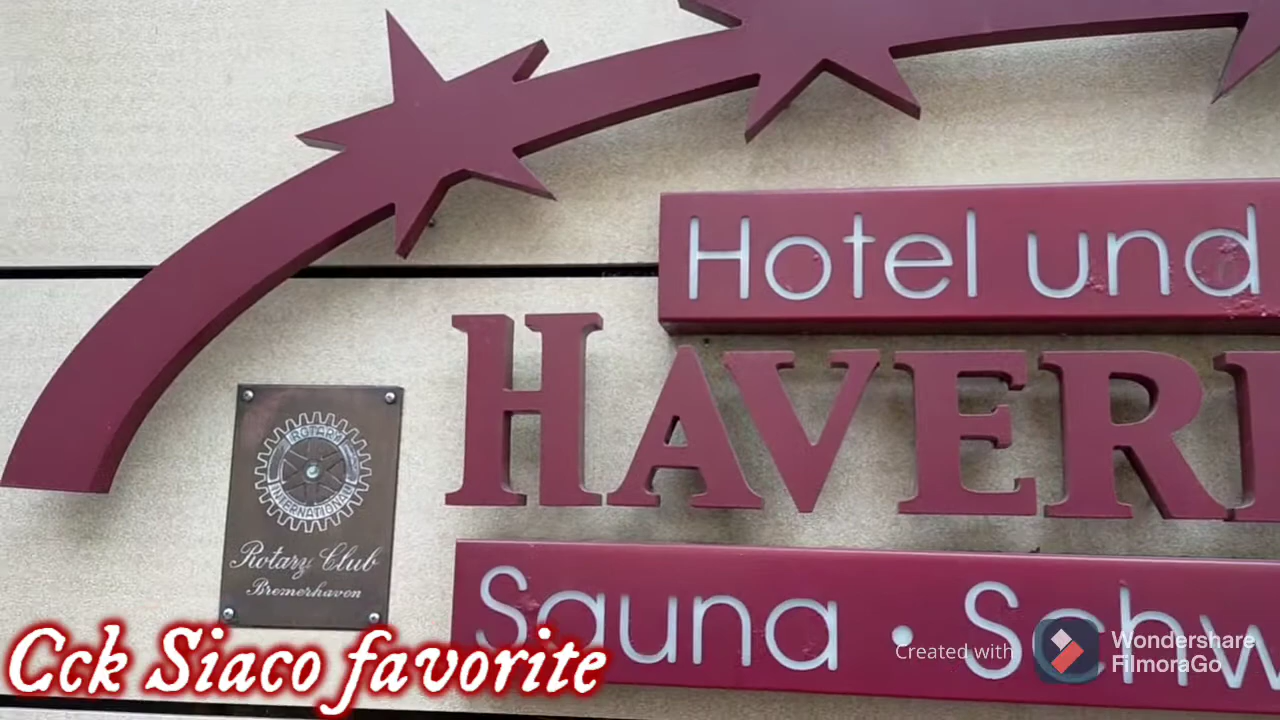 Hotel und
HAVER
ROTARY
INTERNATIONAL
Rotary Club
Bremerhaven
Sauna • Schw
Cck Siaco favorite
Created with
Wondershare
FilmoraGo